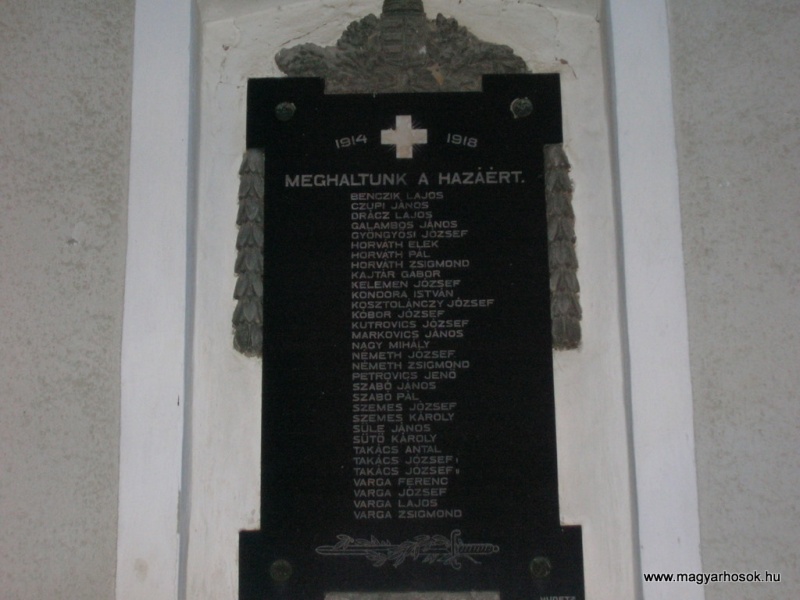 1914 1918
MEGHALTUNK A HAZÁÉRT.
BENCZIK LAJOS
CZUPI JÁNOS
DRÁCZ LAJOS
GALAMBOS JÁNOS
GYÖNGYÖSI JÓZSEF
HORVÁTH ELEK
HORVÁTH PÁL
HORVÁTH ZSIGMOND
KAJTÁR GÁBOR
KELEMEN JÓZSEF
KONDORA ISTVÁN
KOSZTOLÁNCZY JÓZSEF
KÓBOR JÓZSEF
KUTROVICS JÓZSEF
MARKOVICS JÁNOS
NAGY MIHÁLY
NÉMETH JÓZSEF
NÉMETH ZSIGMOND
PETROVICS JENŐ
SZABÓ JÁNOS
SZABÓ PÁL
SZEMES JÓZSEF
SZEMES KÁROLY
SÜLE JÁNOS
SÜTŐ KÁROLY
TAKÁCS ANTAL
TAKÁCS JÓZSEF
TAKÁCS JÓZSEF
VARGA FERENC
VARGA JÓZSEF
VARGA LAJOS
VARGA ZSIGMOND
www.magyarhosok.hu